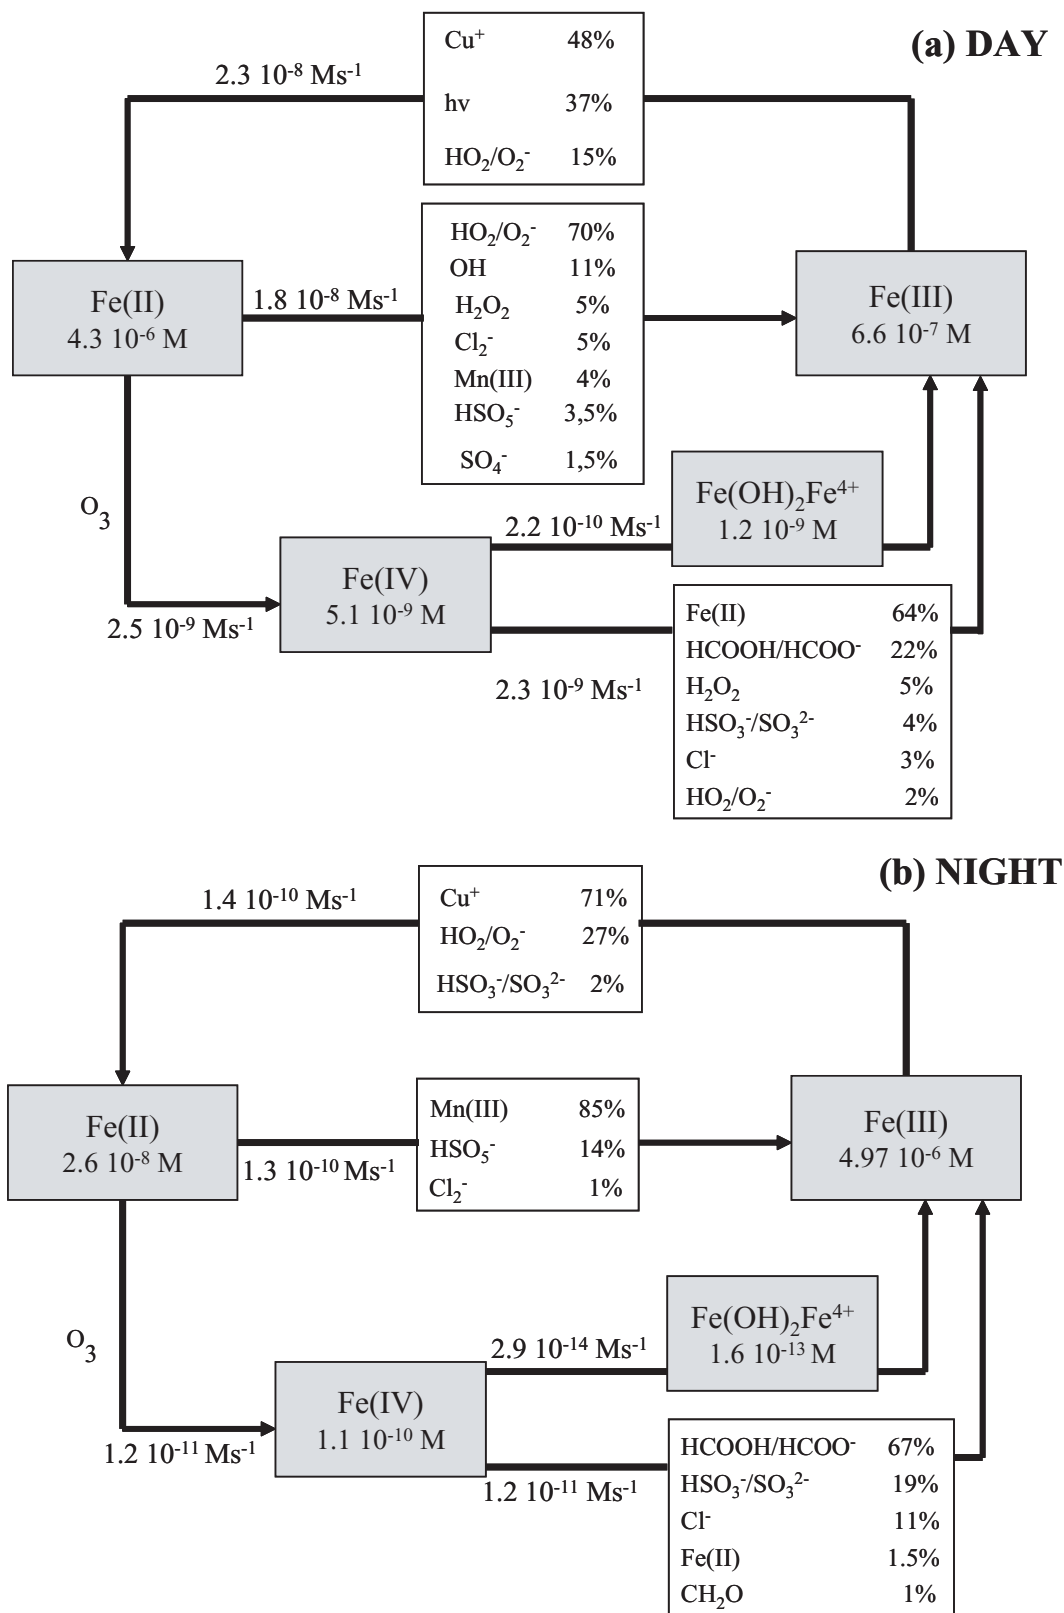 (a) DAY
Cu⁺ 48%
2.3 10⁻⁸ Ms⁻¹
hν 37%
HO₂/O₂⁻ 15%
HO₂/O₂⁻ 70%
OH 11%
H₂O₂ 5%
Cl₂⁻ 5%
Mn(III) 4%
HSO₅⁻ 3,5%
SO₄⁻ 1,5%
Fe(II)
4.3 10⁻⁶ M
1.8 10⁻⁸ Ms⁻¹
Fe(III)
6.6 10⁻⁷ M
O₃
2.5 10⁻⁹ Ms⁻¹
Fe(IV)
5.1 10⁻⁹ M
2.2 10⁻¹⁰ Ms⁻¹
Fe(OH)₂Fe⁴⁺
1.2 10⁻⁹ M
2.3 10⁻⁹ Ms⁻¹
Fe(II) 64%
HCOOH/HCOO⁻ 22%
H₂O₂ 5%
HSO₃⁻/SO₃²⁻ 4%
Cl⁻ 3%
HO₂/O₂⁻ 2%
(b) NIGHT
1.4 10⁻¹⁰ Ms⁻¹
Cu⁺ 71%
HO₂/O₂⁻ 27%
HSO₃⁻/SO₃²⁻ 2%
Fe(II)
2.6 10⁻⁸ M
1.3 10⁻¹⁰ Ms⁻¹
Mn(III) 85%
HSO₅⁻ 14%
Cl₂⁻ 1%
Fe(III)
4.97 10⁻⁶ M
O₃
1.2 10⁻¹¹ Ms⁻¹
Fe(IV)
1.1 10⁻¹⁰ M
2.9 10⁻¹⁴ Ms⁻¹
Fe(OH)₂Fe⁴⁺
1.6 10⁻¹³ M
1.2 10⁻¹¹ Ms⁻¹
HCOOH/HCOO⁻ 67%
HSO₃⁻/SO₃²⁻ 19%
Cl⁻ 11%
Fe(II) 1.5%
CH₂O 1%